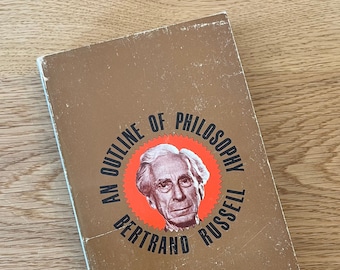 AN OUTLINE OF PHILOSOPHY
BERTRAND RUSSELL